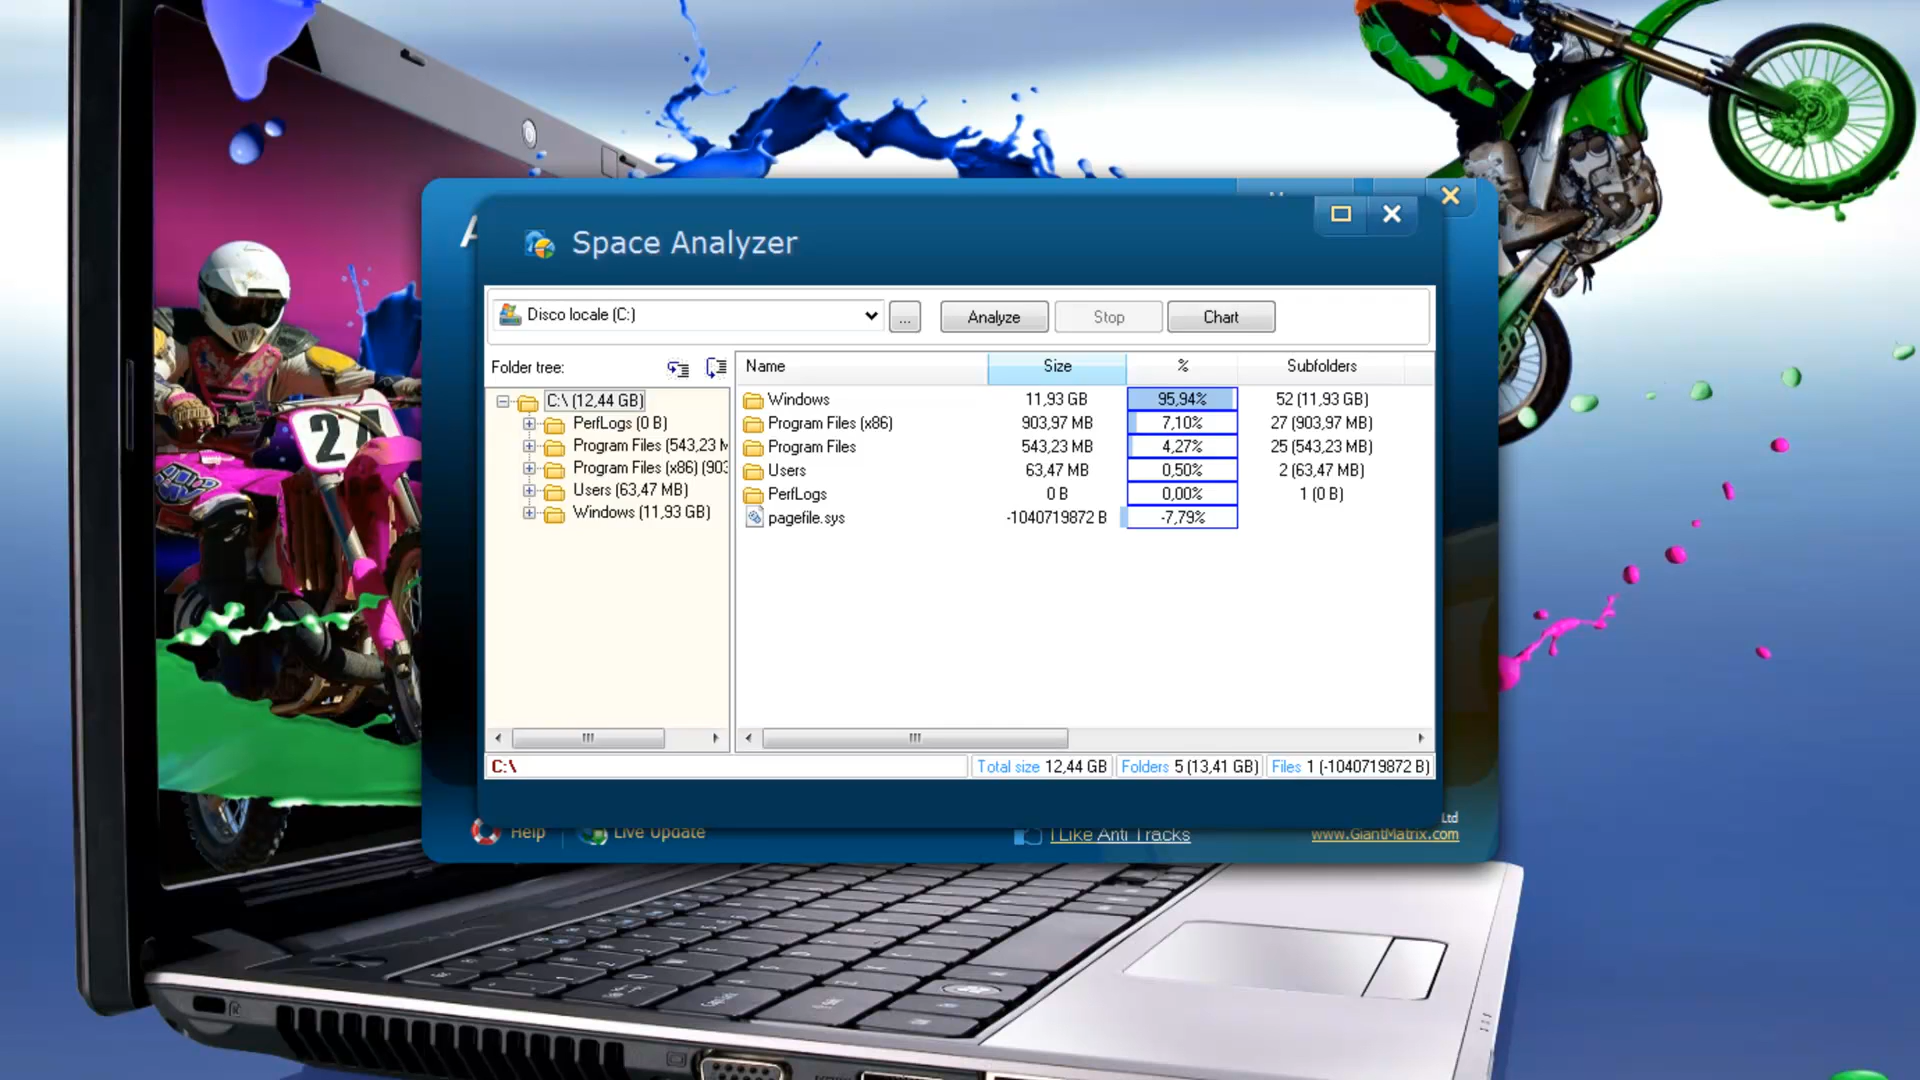 Space Analyzer
Disco locale (C:)
...
Analyze
Stop
Chart
Folder tree:
Name
Size
%
Subfolders
C:\ (12,44 GB)
PerfLogs (0 B)
Program Files (543,23 M
Program Files (x86) (903
Users (63,47 MB)
Windows (11,93 GB)
Windows 11,93 GB 95,94% 52 (11,93 GB)
Program Files (x86) 903,97 MB 7,10% 27 (903,97 MB)
Program Files 543,23 MB 4,27% 25 (543,23 MB)
Users 63,47 MB 0,50% 2 (63,47 MB)
PerfLogs 0 B 0,00% 1 (0 B)
pagefile.sys -1040719872 B -7,79%
C:\
Total size 12,44 GB
Folders 5 (13,41 GB)
Files 1 (-1040719872 B)
Ltd
Help
Live Update
I Like Anti Tracks
www.GiantMatrix.com
24